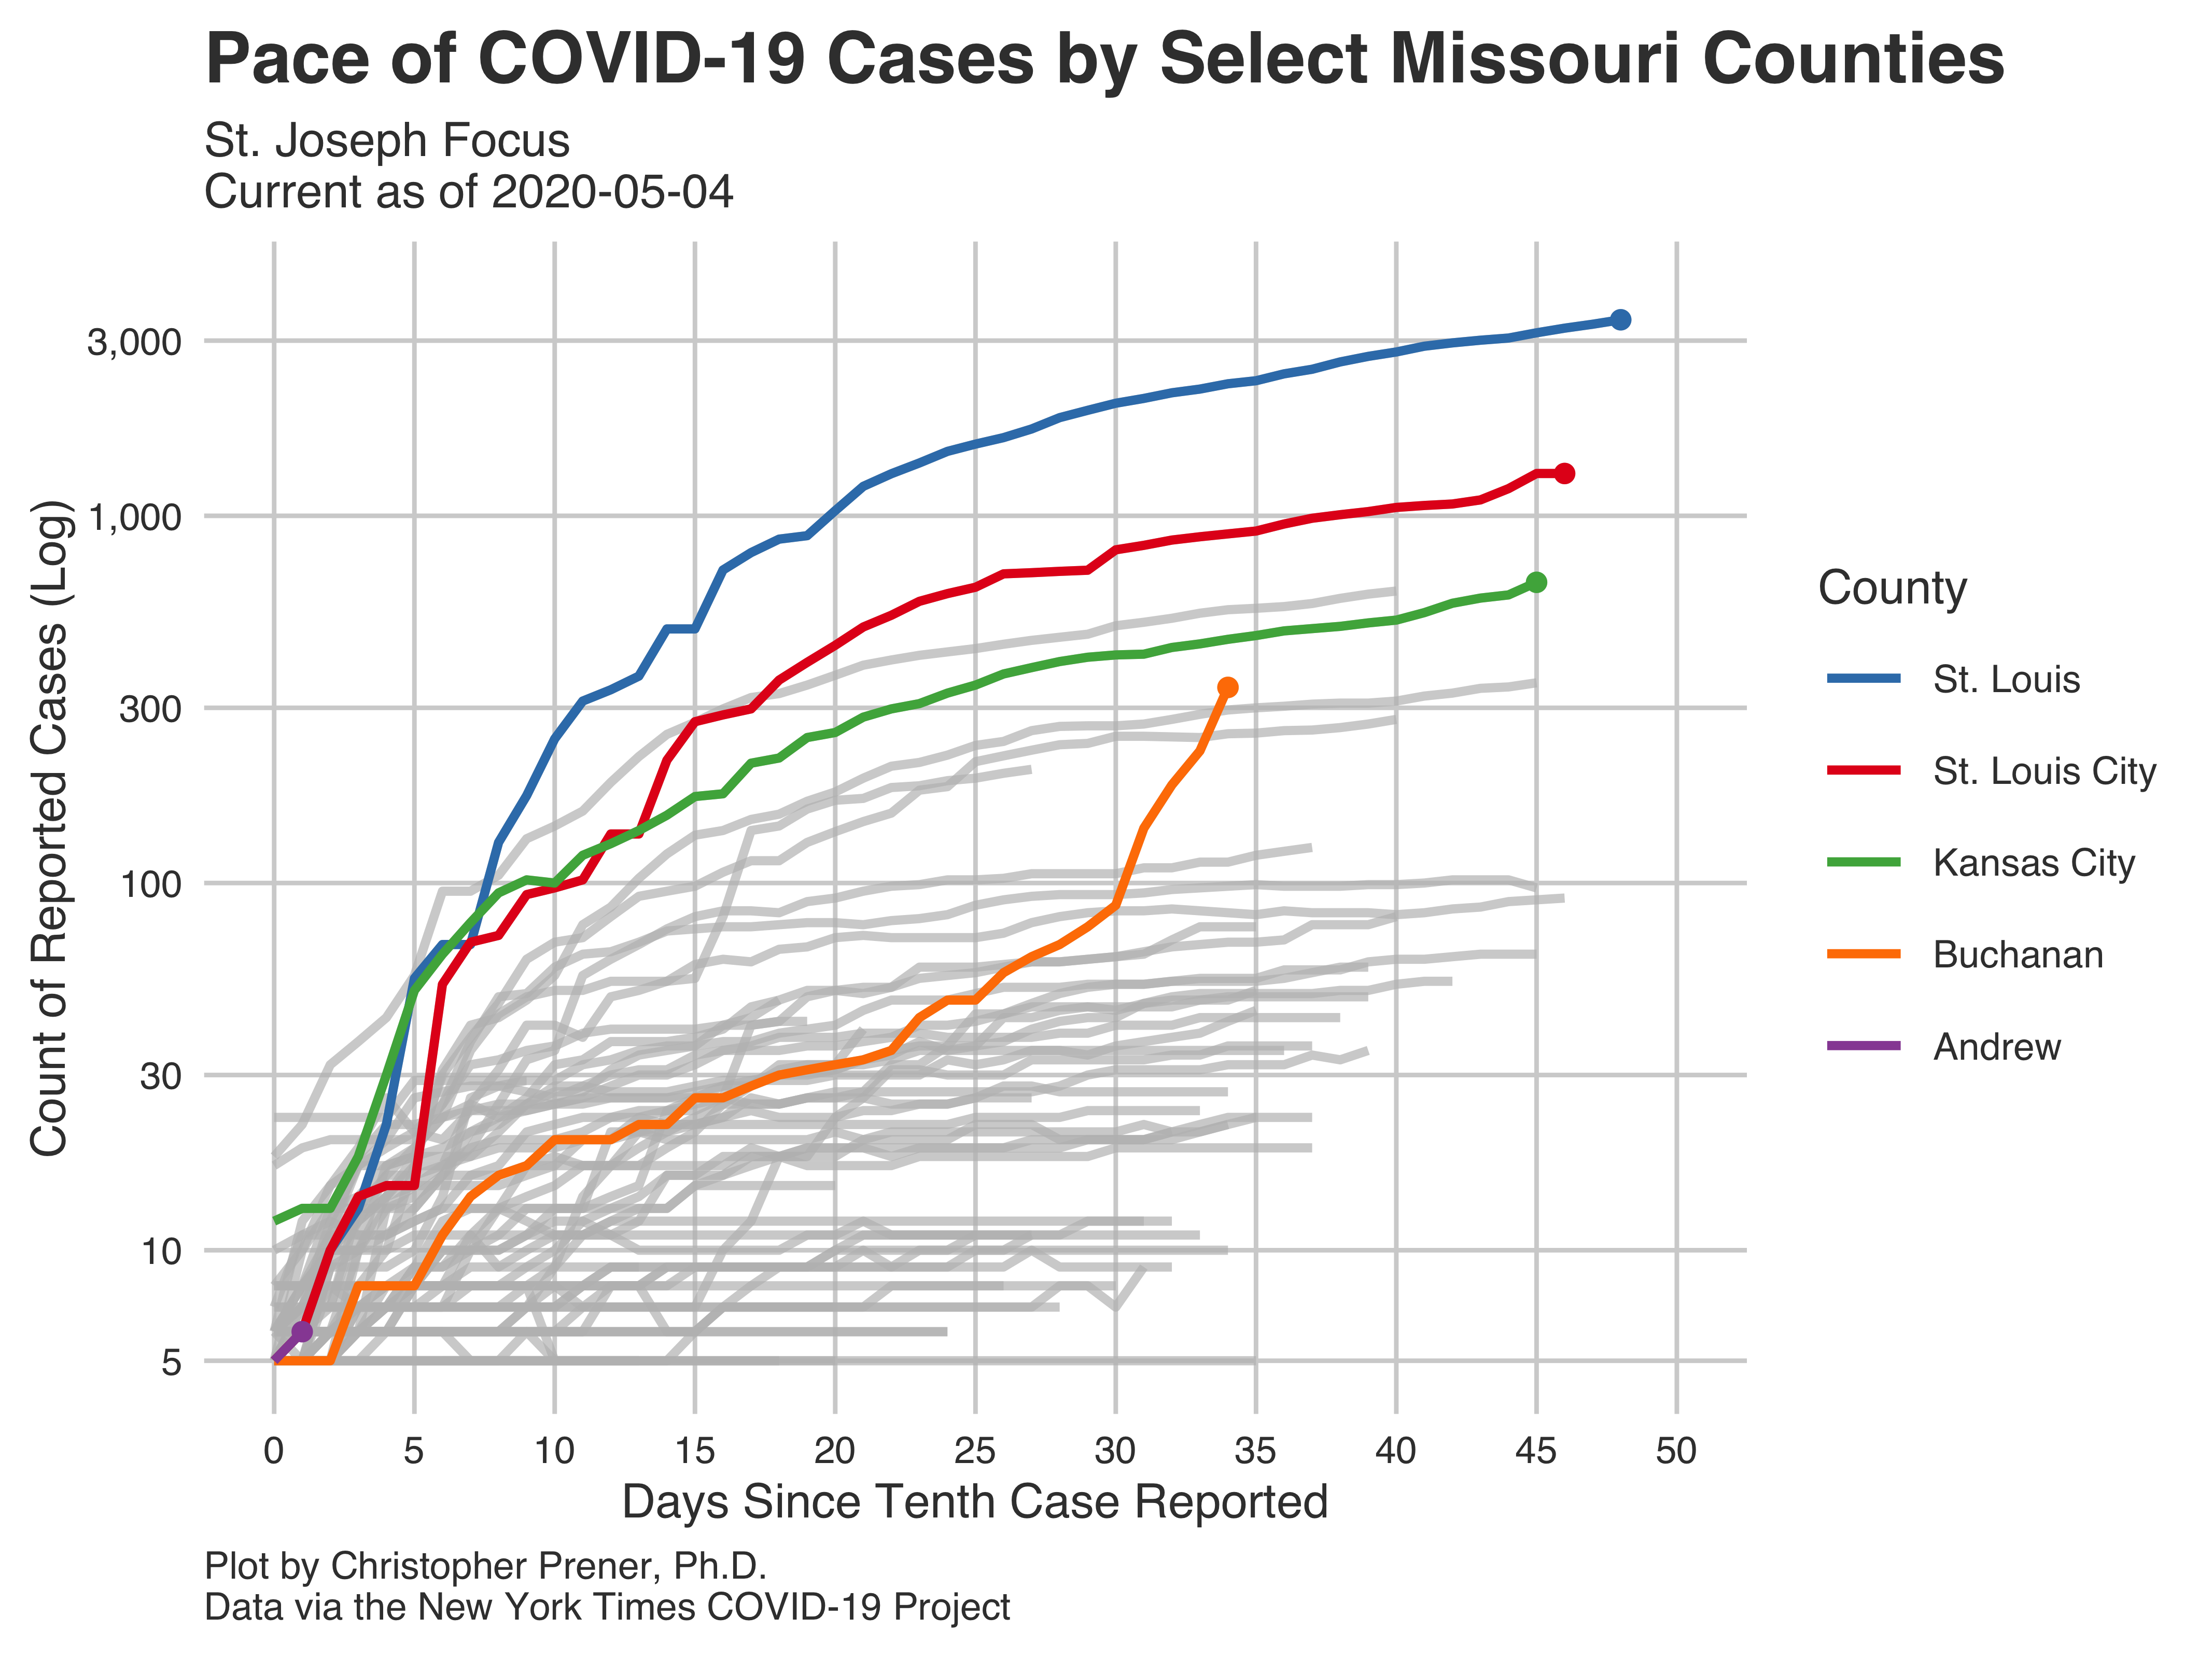 Pace of COVID-19 Cases by Select Missouri Counties
St. Joseph Focus
Current as of 2020-05-04
Count of Reported Cases (Log)
3,000
1,000
300
100
30
10
5
0 5 10 15 20 25 30 35 40 45 50
Days Since Tenth Case Reported
County
St. Louis
St. Louis City
Kansas City
Buchanan
Andrew
Plot by Christopher Prener, Ph.D.
Data via the New York Times COVID-19 Project